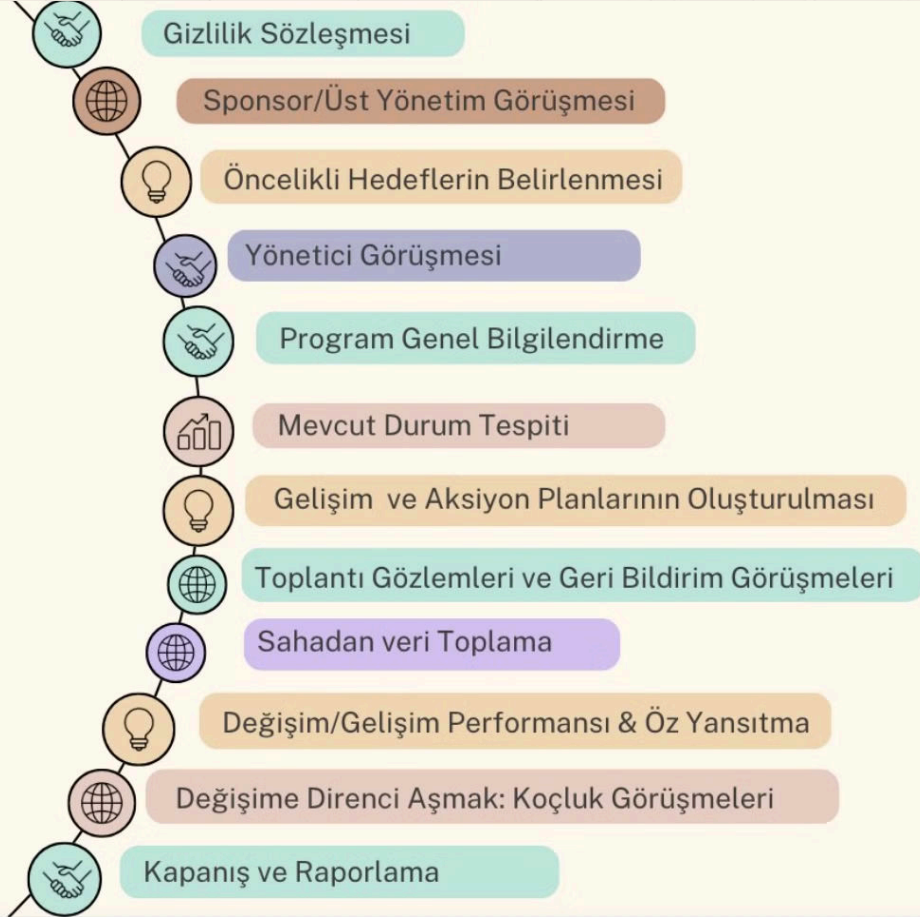 Gizlilik Sözleşmesi
Sponsor/Üst Yönetim Görüşmesi
Öncelikli Hedeflerin Belirlenmesi
Yönetici Görüşmesi
Program Genel Bilgilendirme
Mevcut Durum Tespiti
Gelişim ve Aksiyon Planlarının Oluşturulması
Toplantı Gözlemleri ve Geri Bildirim Görüşmeleri
Sahadan veri Toplama
Değişim/Gelişim Performansı & Öz Yansıtma
Değişime Direnci Aşmak: Koçluk Görüşmeleri
Kapanış ve Raporlama